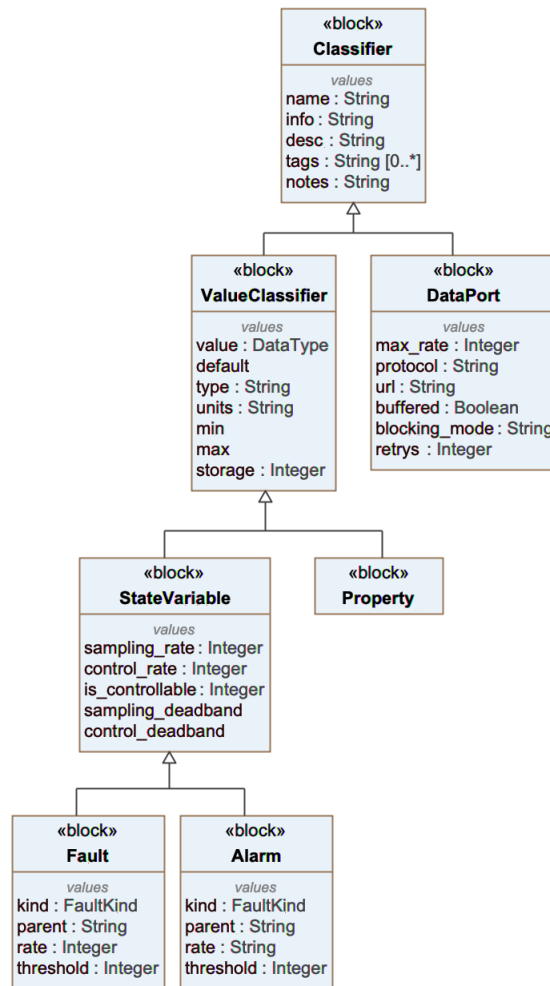 «block»
Classifier
values
name : String
info : String
desc : String
tags : String [0..*]
notes : String
«block»
ValueClassifier
values
value : DataType
default
type : String
units : String
min
max
storage : Integer
«block»
DataPort
values
max_rate : Integer
protocol : String
url : String
buffered : Boolean
blocking_mode : String
retrys : Integer
«block»
StateVariable
values
sampling_rate : Integer
control_rate : Integer
is_controllable : Integer
sampling_deadband
control_deadband
«block»
Property
«block»
Fault
values
kind : FaultKind
parent : String
rate : Integer
threshold : Integer
«block»
Alarm
values
kind : FaultKind
parent : String
rate : String
threshold : Integer